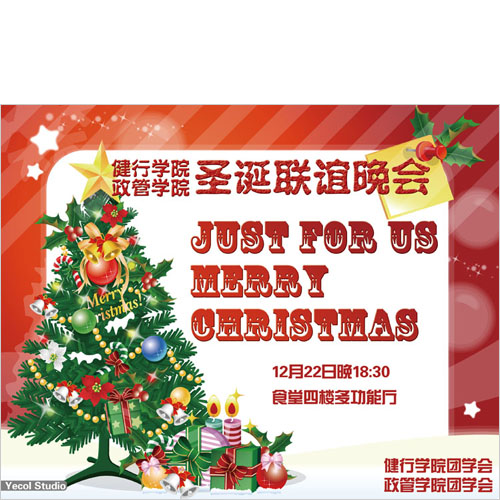 健行学院
政管学院
圣诞联谊晚会
JUST FOR US
MERRY
CHRISTMAS
Merry
Christmas!
12月22日晚18:30
食堂四楼多功能厅
健行学院团学会
政管学院团学会
Yecol Studio